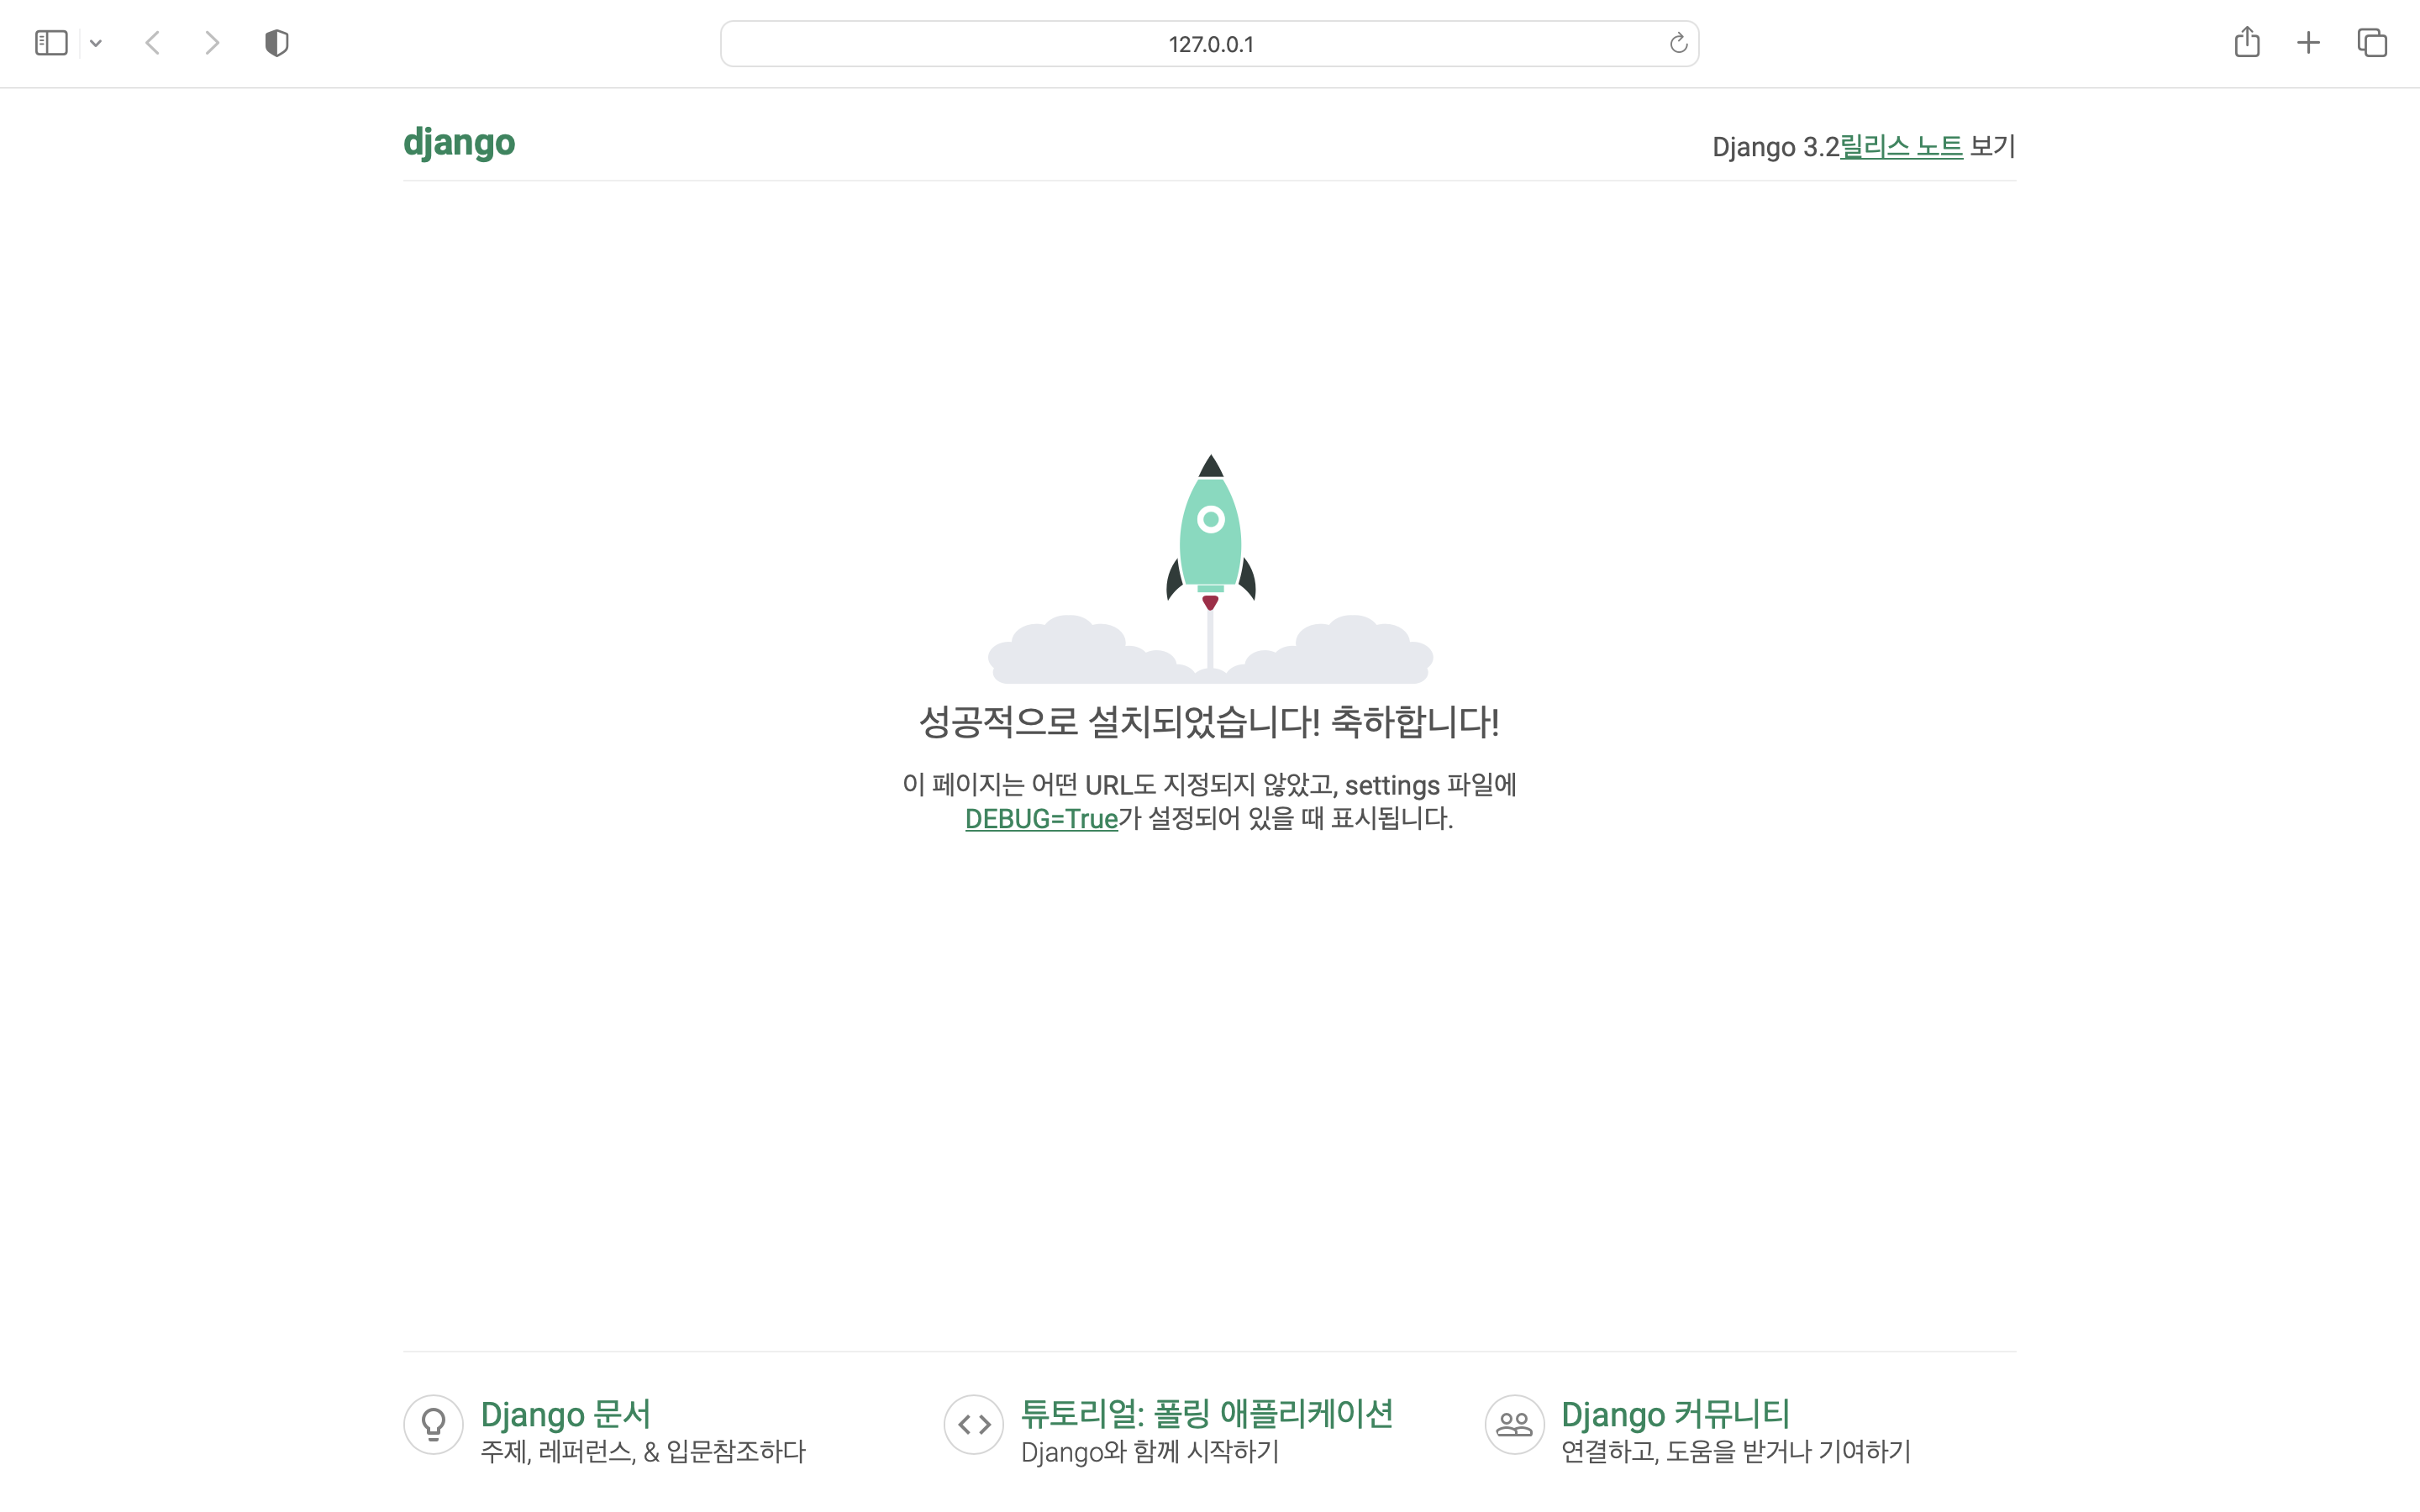 127.0.0.1
django
Django 3.2릴리스 노트 보기
성공적으로 설치되었습니다! 축하합니다!
이 페이지는 어떤 URL도 지정되지 않았고, settings 파일에
DEBUG=True가 설정되어 있을 때 표시됩니다.
Django 문서
주제, 레퍼런스, & 입문참조하다
튜토리얼: 폴링 애플리케이션
Django와 함께 시작하기
Django 커뮤니티
연결하고, 도움을 받거나 기여하기